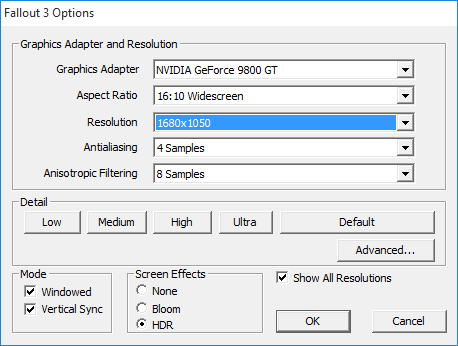 Fallout 3 Options
Graphics Adapter and Resolution
Graphics Adapter NVIDIA GeForce 9800 GT
Aspect Ratio 16:10 Widescreen
Resolution 1680x1050
Antialiasing 4 Samples
Anisotropic Filtering 8 Samples
Detail
Low Medium High Ultra Default
Advanced...
Mode Screen Effects Show All Resolutions
Windowed None
Vertical Sync Bloom
HDR OK Cancel